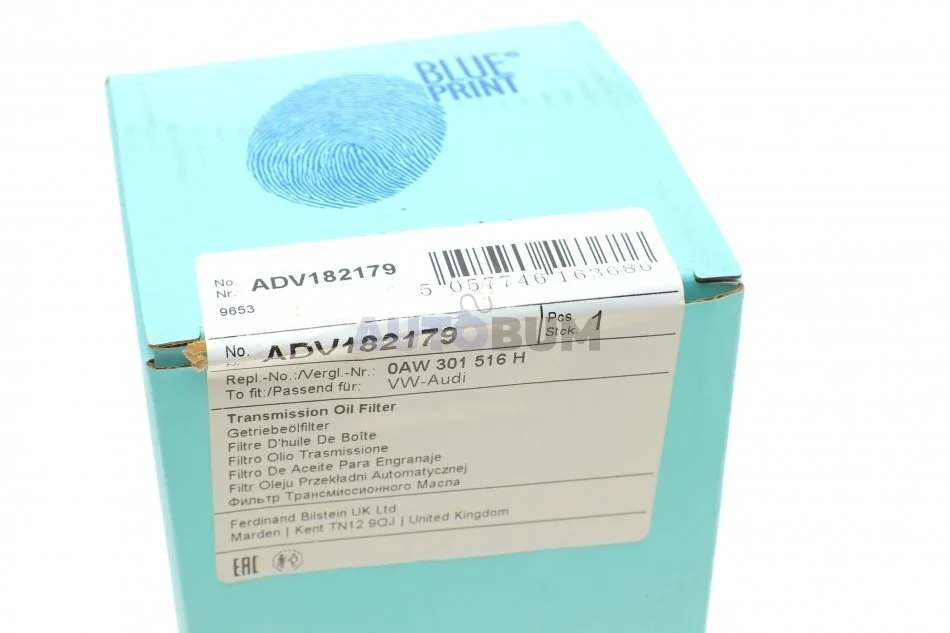 BLUE
PRINT
No. Nr. ADV182179
5 057746 163686
9653
AUTOBUM
No. ADV182179
Pcs. Stck. 1
Repl.-No.:/Vergl.-Nr.: 0AW 301 516 H
To fit:/Passend für: VW-Audi
Transmission Oil Filter
Getriebeölfilter
Filtre D'huile De Boîte
Filtro Olio Trasmissione
Filtro De Aceite Para Engranaje
Filtr Oleju Przekładni Automatycznej
Фильтр Трансмиссионного Масла
Ferdinand Bilstein UK Ltd
Marden | Kent TN12 9QJ | United Kingdom
EAC